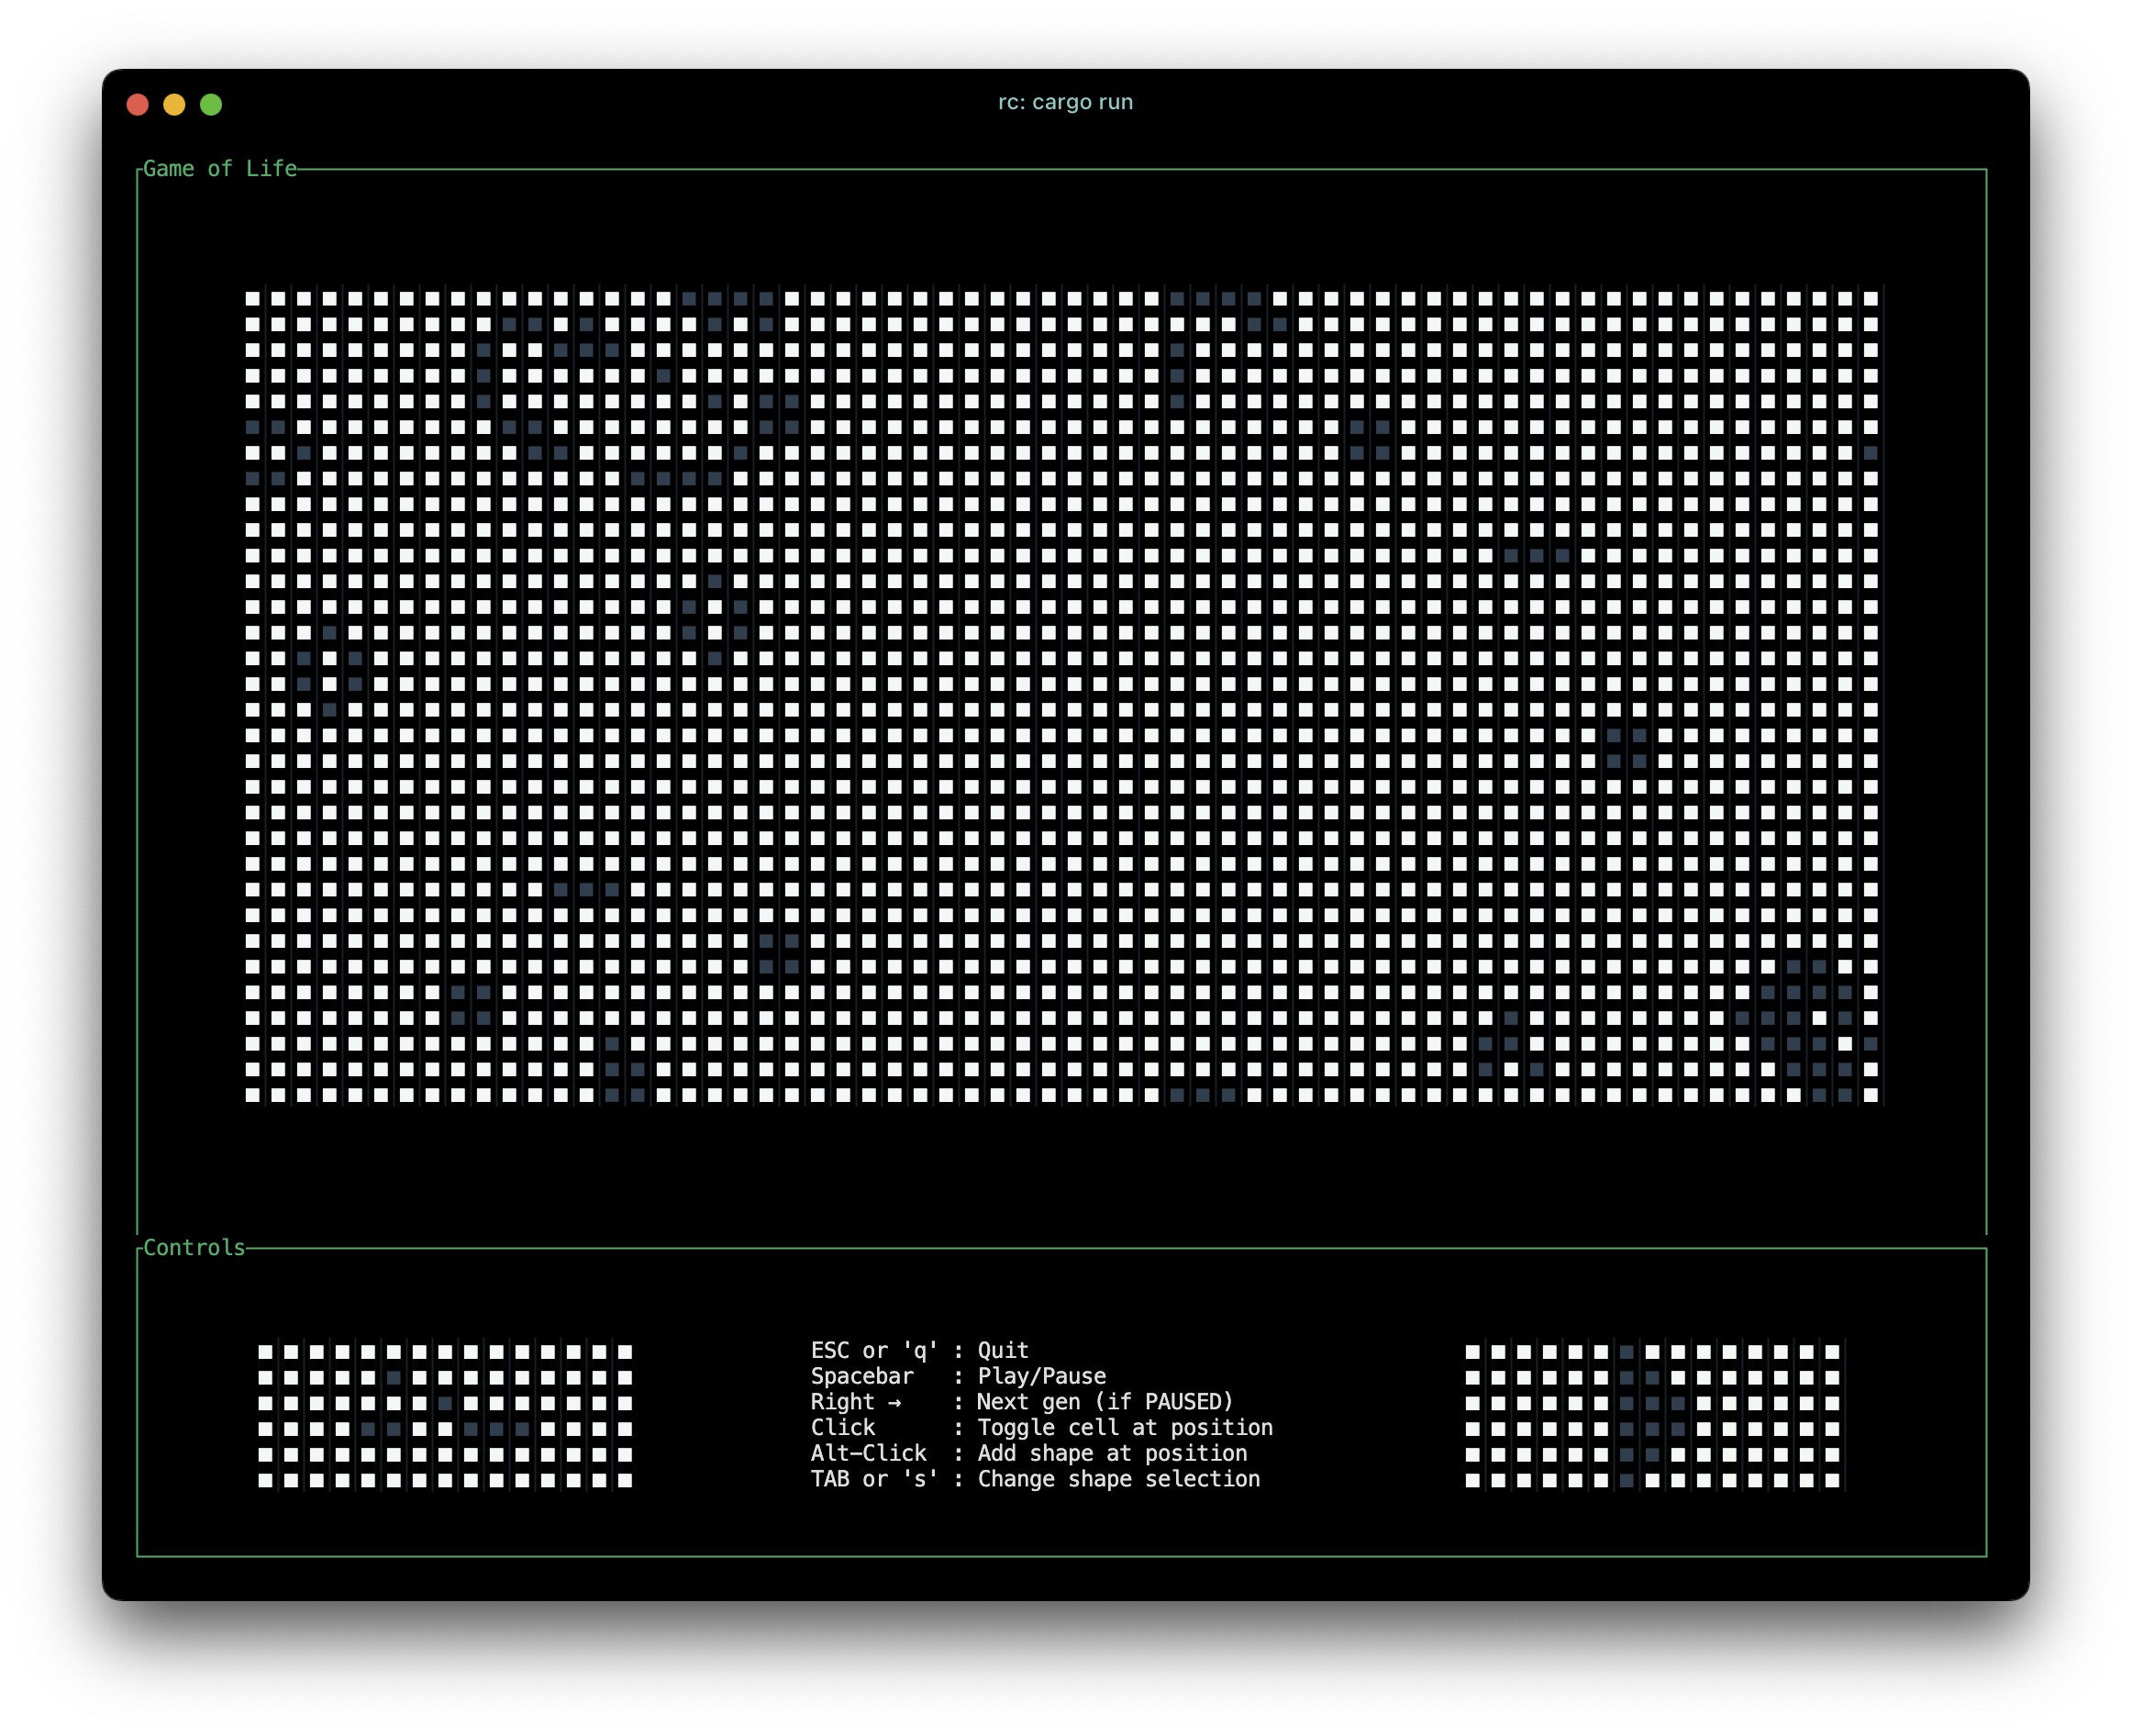 rc: cargo run
Game of Life
Controls
ESC or 'q' : Quit
Spacebar   : Play/Pause
Right →    : Next gen (if PAUSED)
Click      : Toggle cell at position
Alt-Click  : Add shape at position
TAB or 's' : Change shape selection